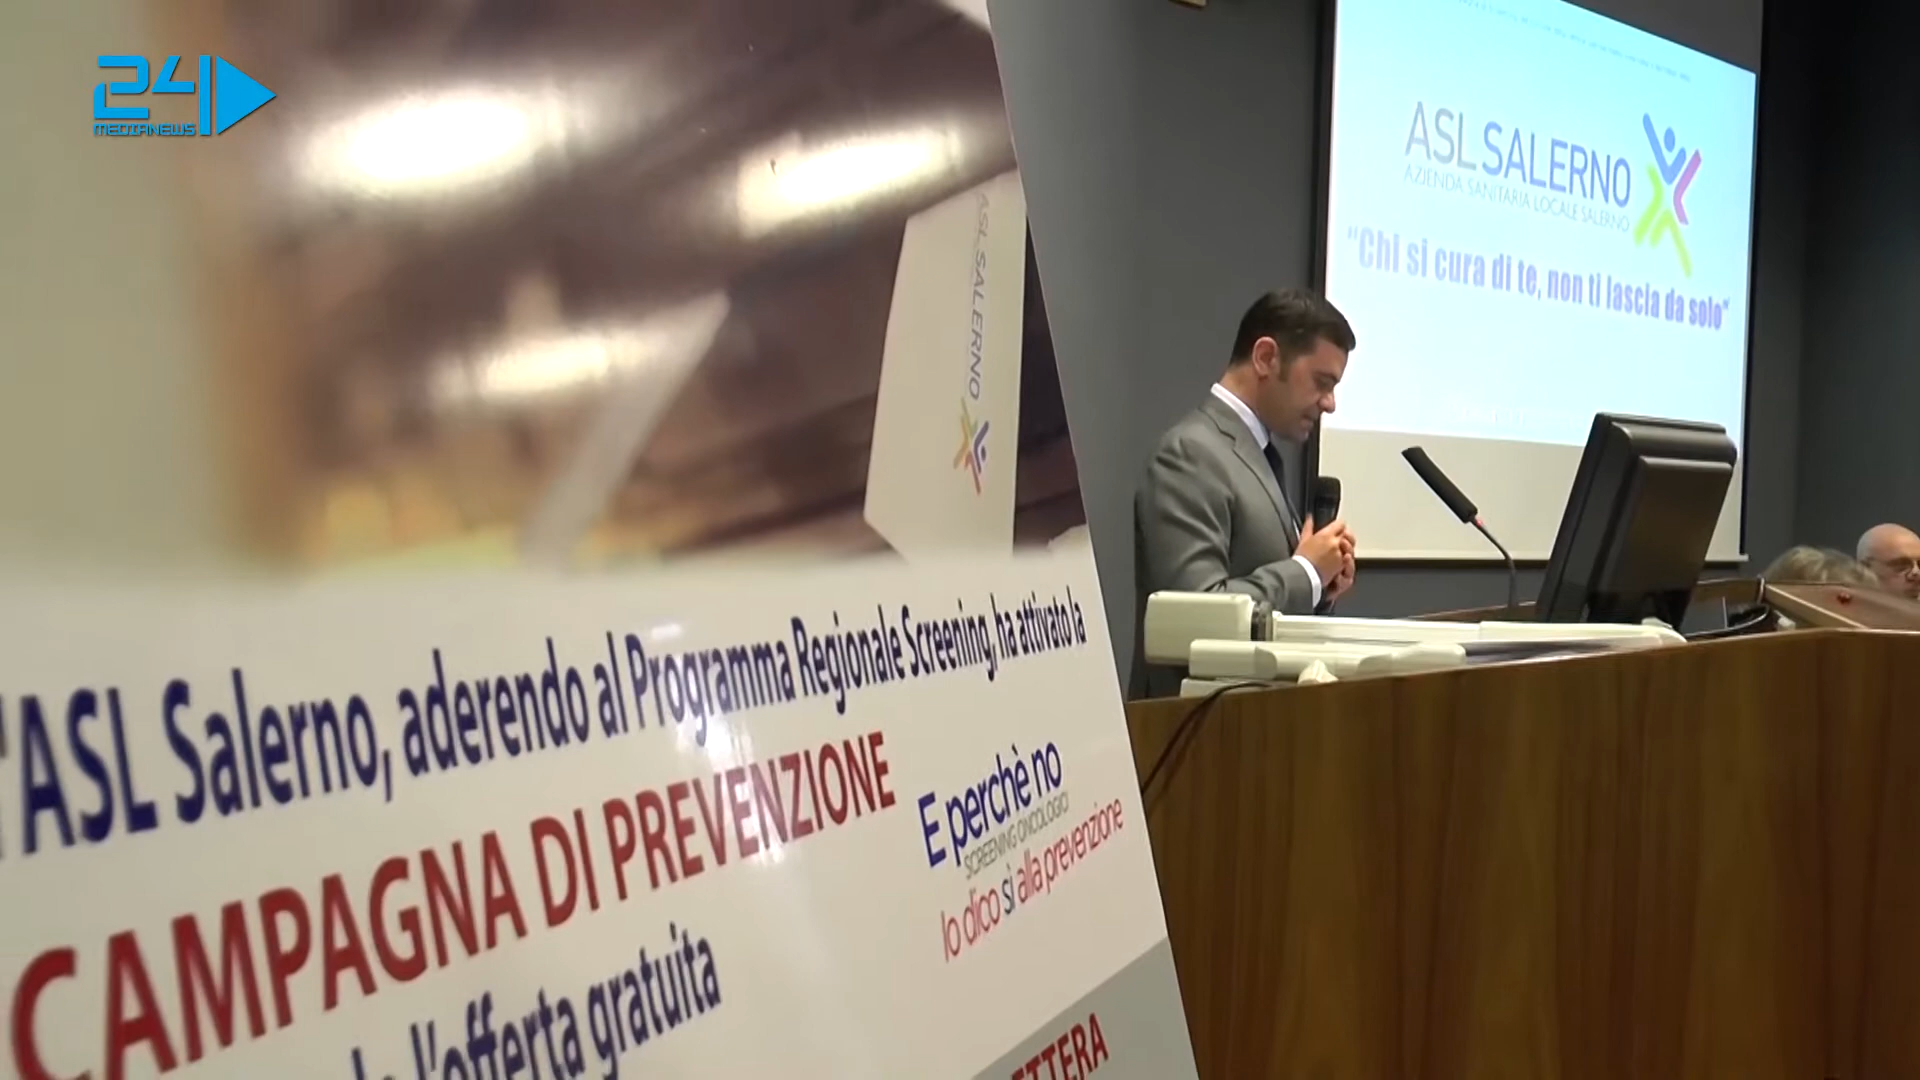 24
MEDIANEWS
ASL SALERNO
AZIENDA SANITARIA LOCALE SALERNO
"Chi si cura di te, non ti lascia da solo"
ASL SALERNO
l'ASL Salerno, aderendo al Programma Regionale Screening, ha attivato la
CAMPAGNA DI PREVENZIONE
l'offerta gratuita
E perchè no
SCREENING ONCOLOGICI
Io dico sì alla prevenzione
ETTERA